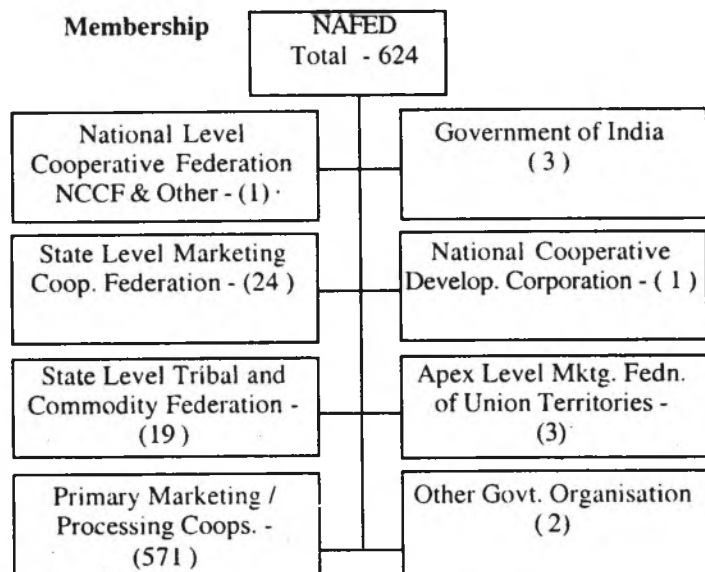 Membership
NAFED
Total - 624
National Level
Cooperative Federation
NCCF & Other - (1)
Government of India
( 3 )
State Level Marketing
Coop. Federation - (24 )
National Cooperative
Develop. Corporation - ( 1 )
State Level Tribal and
Commodity Federation -
(19 )
Apex Level Mktg. Fedn.
of Union Territories -
(3)
Primary Marketing /
Processing Coops. -
(571 )
Other Govt. Organisation
(2)